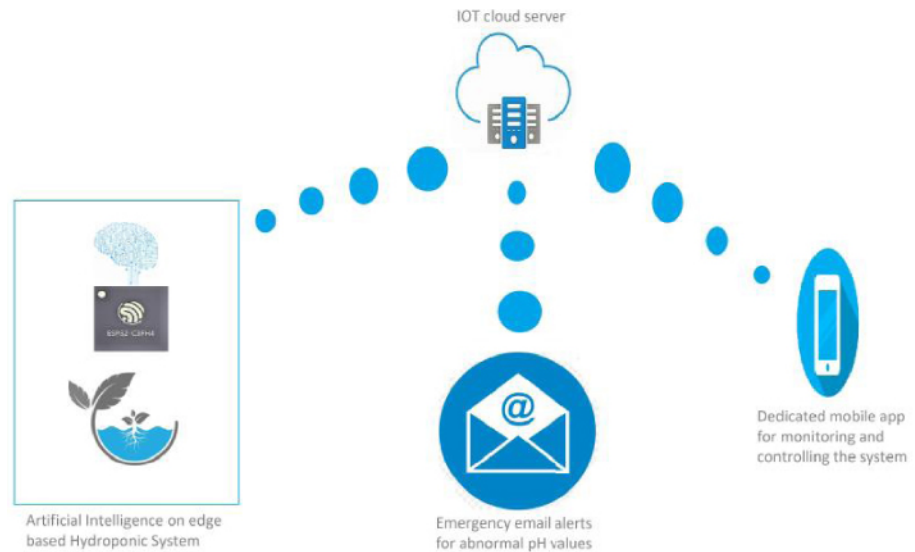 IOT cloud server
ESP32-C3FH4
@
Artificial Intelligence on edge
based Hydroponic System
Emergency email alerts
for abnormal pH values
Dedicated mobile app
for monitoring and
controlling the system